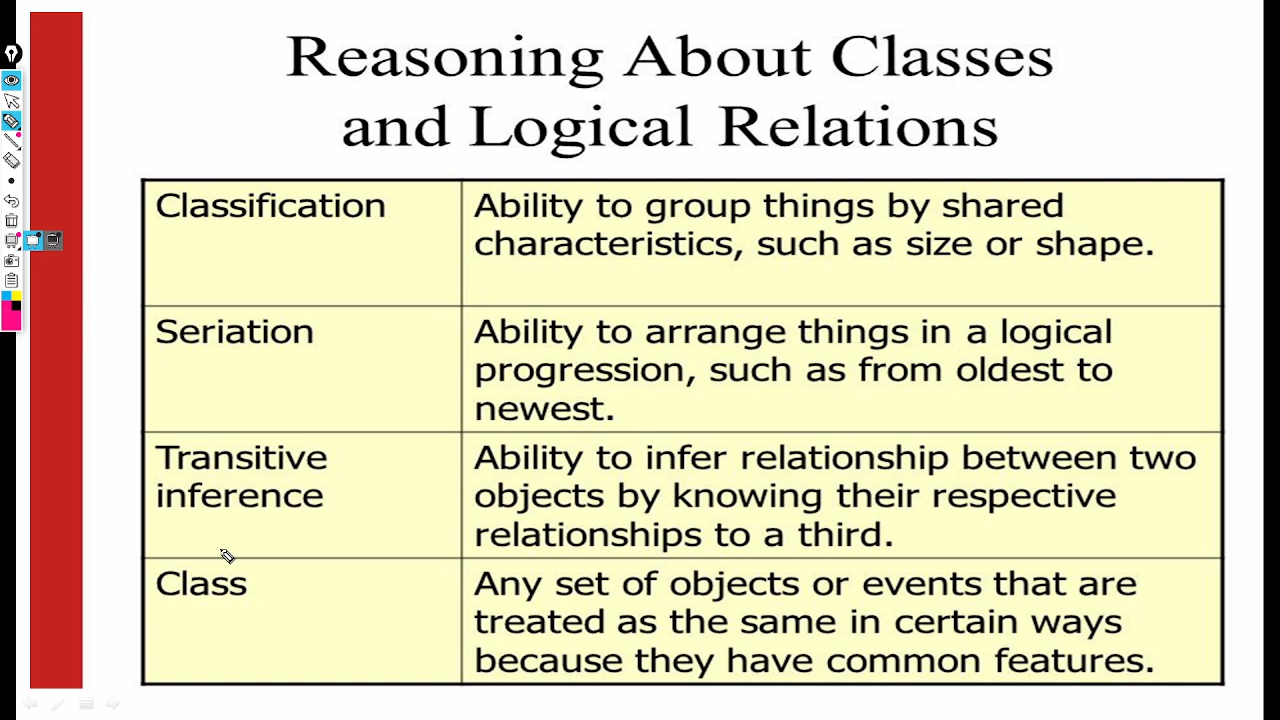 Reasoning About Classes
and Logical Relations
Classification
Ability to group things by shared
characteristics, such as size or shape.
Seriation
Ability to arrange things in a logical
progression, such as from oldest to
newest.
Transitive
inference
Ability to infer relationship between two
objects by knowing their respective
relationships to a third.
Class
Any set of objects or events that are
treated as the same in certain ways
because they have common features.